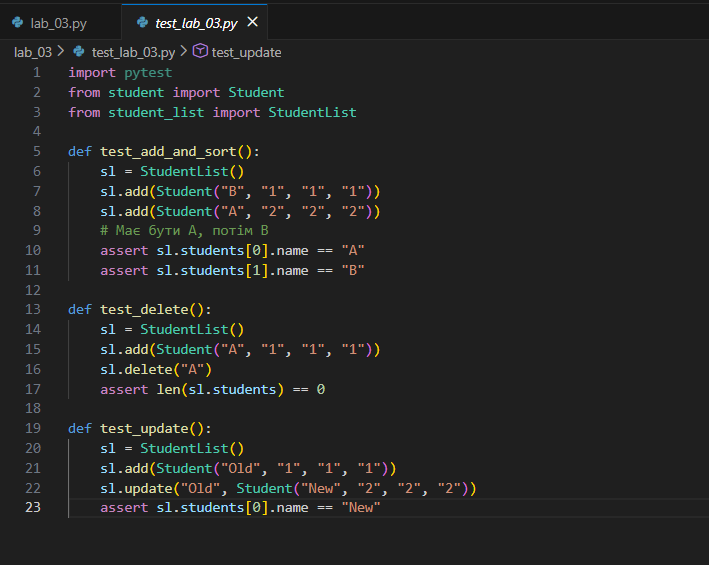 lab_03.py test_lab_03.py ×
lab_03 > test_lab_03.py > test_update
1 import pytest
2 from student import Student
3 from student_list import StudentList
4
5 def test_add_and_sort():
6     sl = StudentList()
7     sl.add(Student("B", "1", "1", "1"))
8     sl.add(Student("A", "2", "2", "2"))
9     # Має бути A, потім B
10     assert sl.students[0].name == "A"
11     assert sl.students[1].name == "B"
12
13 def test_delete():
14     sl = StudentList()
15     sl.add(Student("A", "1", "1", "1"))
16     sl.delete("A")
17     assert len(sl.students) == 0
18
19 def test_update():
20     sl = StudentList()
21     sl.add(Student("Old", "1", "1", "1"))
22     sl.update("Old", Student("New", "2", "2", "2"))
23     assert sl.students[0].name == "New"